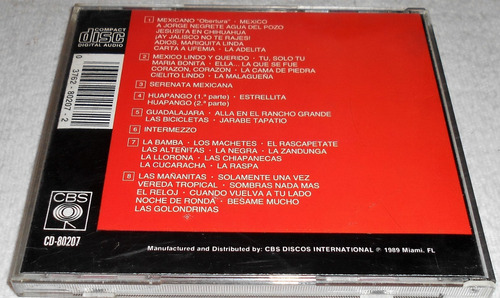 COMPACT
disc
DIGITAL AUDIO
1 MEXICANO "Obertura" · MEXICO
A JORGE NEGRETE AGUA DEL POZO
JESUSITA EN CHIHUAHUA
¡AY JALISCO NO TE RAJES!
ADIOS, MARIQUITA LINDA
CARTA A UFEMIA · LA ADELITA
2 MEXICO LINDO Y QUERIDO · TU, SOLO TU
MARIA BONITA · ELLA... LA QUE SE FUE
CORAZON, CORAZON · LA CAMA DE PIEDRA
CIELITO LINDO · LA MALAGUEÑA
3 SERENATA MEXICANA
4 HUAPANGO (1.ª parte) · ESTRELLITA
HUAPANGO (2.ª parte)
5 GUADALAJARA · ALLA EN EL RANCHO GRANDE
LAS BICICLETAS · JARABE TAPATIO
6 INTERMEZZO
7 LA BAMBA · LOS MACHETES · EL RASCAPETATE
LAS ALTEÑITAS · LA NEGRA · LA ZANDUNGA
LA LLORONA · LAS CHIAPANECAS
LA CUCARACHA · LA RASPA
8 LAS MAÑANITAS · SOLAMENTE UNA VEZ
VEREDA TROPICAL · SOMBRAS NADA MAS
EL RELOJ · CUANDO VUELVA A TU LADO
NOCHE DE RONDA · BESAME MUCHO
LAS GOLONDRINAS
CBS
CD-80207
Manufactured and Distributed by: CBS DISCOS INTERNATIONAL ℗ 1989 Miami, FL